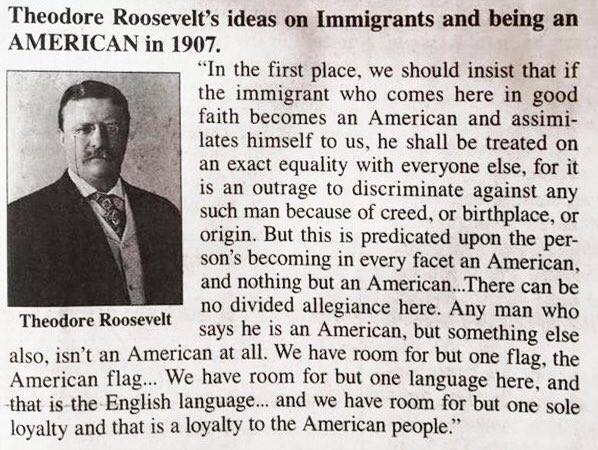 Theodore Roosevelt's ideas on Immigrants and being an
AMERICAN in 1907.
"In the first place, we should insist that if
the immigrant who comes here in good
faith becomes an American and assimi-
lates himself to us, he shall be treated on
an exact equality with everyone else, for it
is an outrage to discriminate against any
such man because of creed, or birthplace, or
origin. But this is predicated upon the per-
son's becoming in every facet an American,
and nothing but an American...There can be
no divided allegiance here. Any man who
says he is an American, but something else
also, isn't an American at all. We have room for but one flag, the
American flag... We have room for but one language here, and
that is the English language... and we have room for but one sole
loyalty and that is a loyalty to the American people."
Theodore Roosevelt